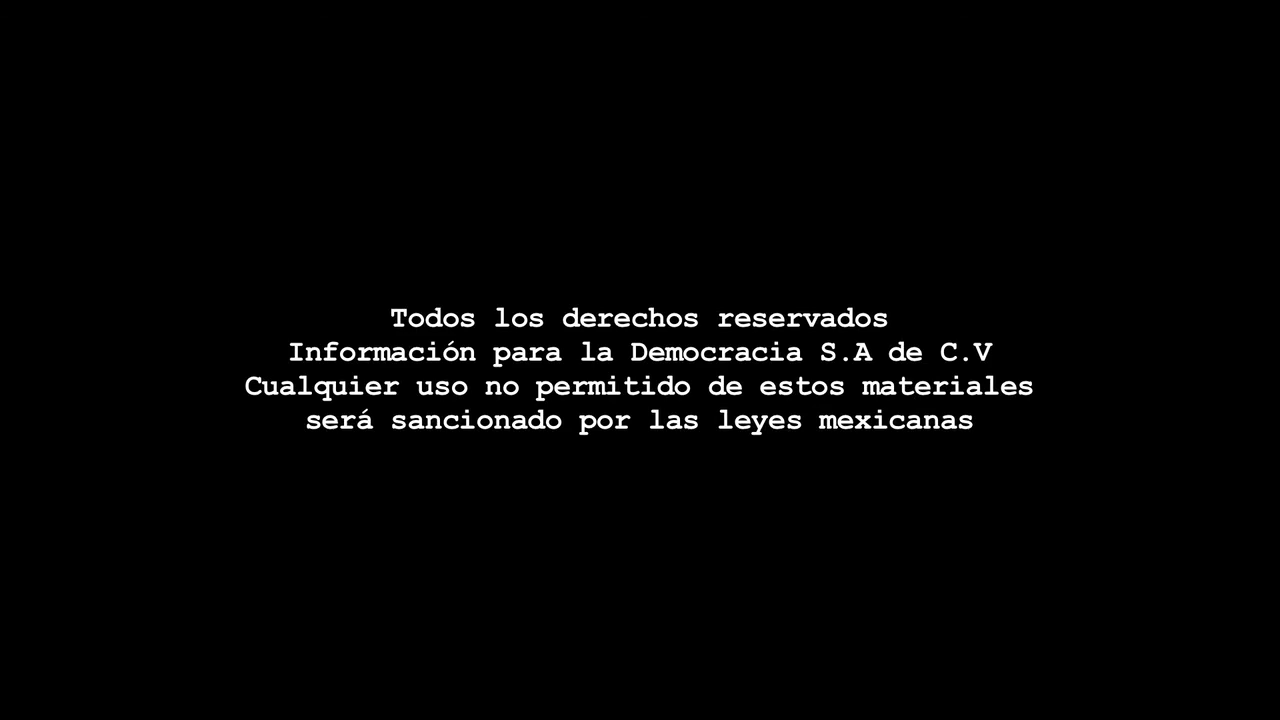 Todos los derechos reservados
Información para la Democracia S.A de C.V
Cualquier uso no permitido de estos materiales
será sancionado por las leyes mexicanas